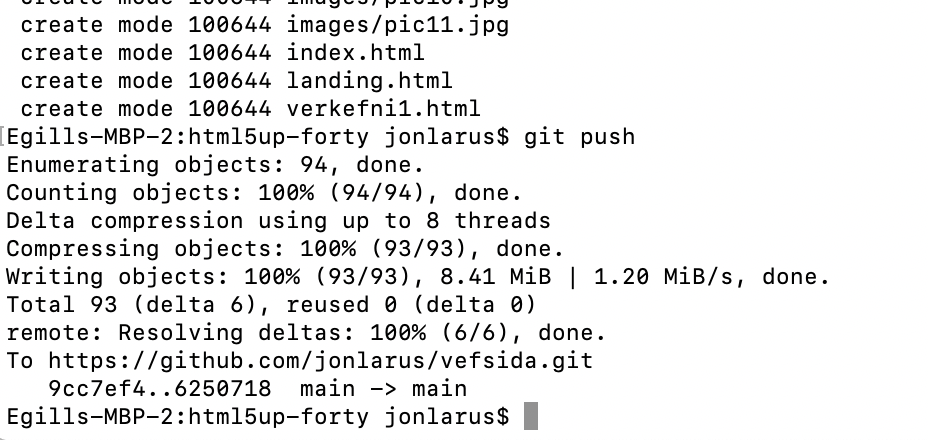 create mode 100644 images/pic10.jpg
create mode 100644 images/pic11.jpg
create mode 100644 index.html
create mode 100644 landing.html
create mode 100644 verkefni1.html
[Egills-MBP-2:html5up-forty jonlarus$ git push
Enumerating objects: 94, done.
Counting objects: 100% (94/94), done.
Delta compression using up to 8 threads
Compressing objects: 100% (93/93), done.
Writing objects: 100% (93/93), 8.41 MiB | 1.20 MiB/s, done.
Total 93 (delta 6), reused 0 (delta 0)
remote: Resolving deltas: 100% (6/6), done.
To https://github.com/jonlarus/vefsida.git
9cc7ef4..6250718  main -> main
Egills-MBP-2:html5up-forty jonlarus$